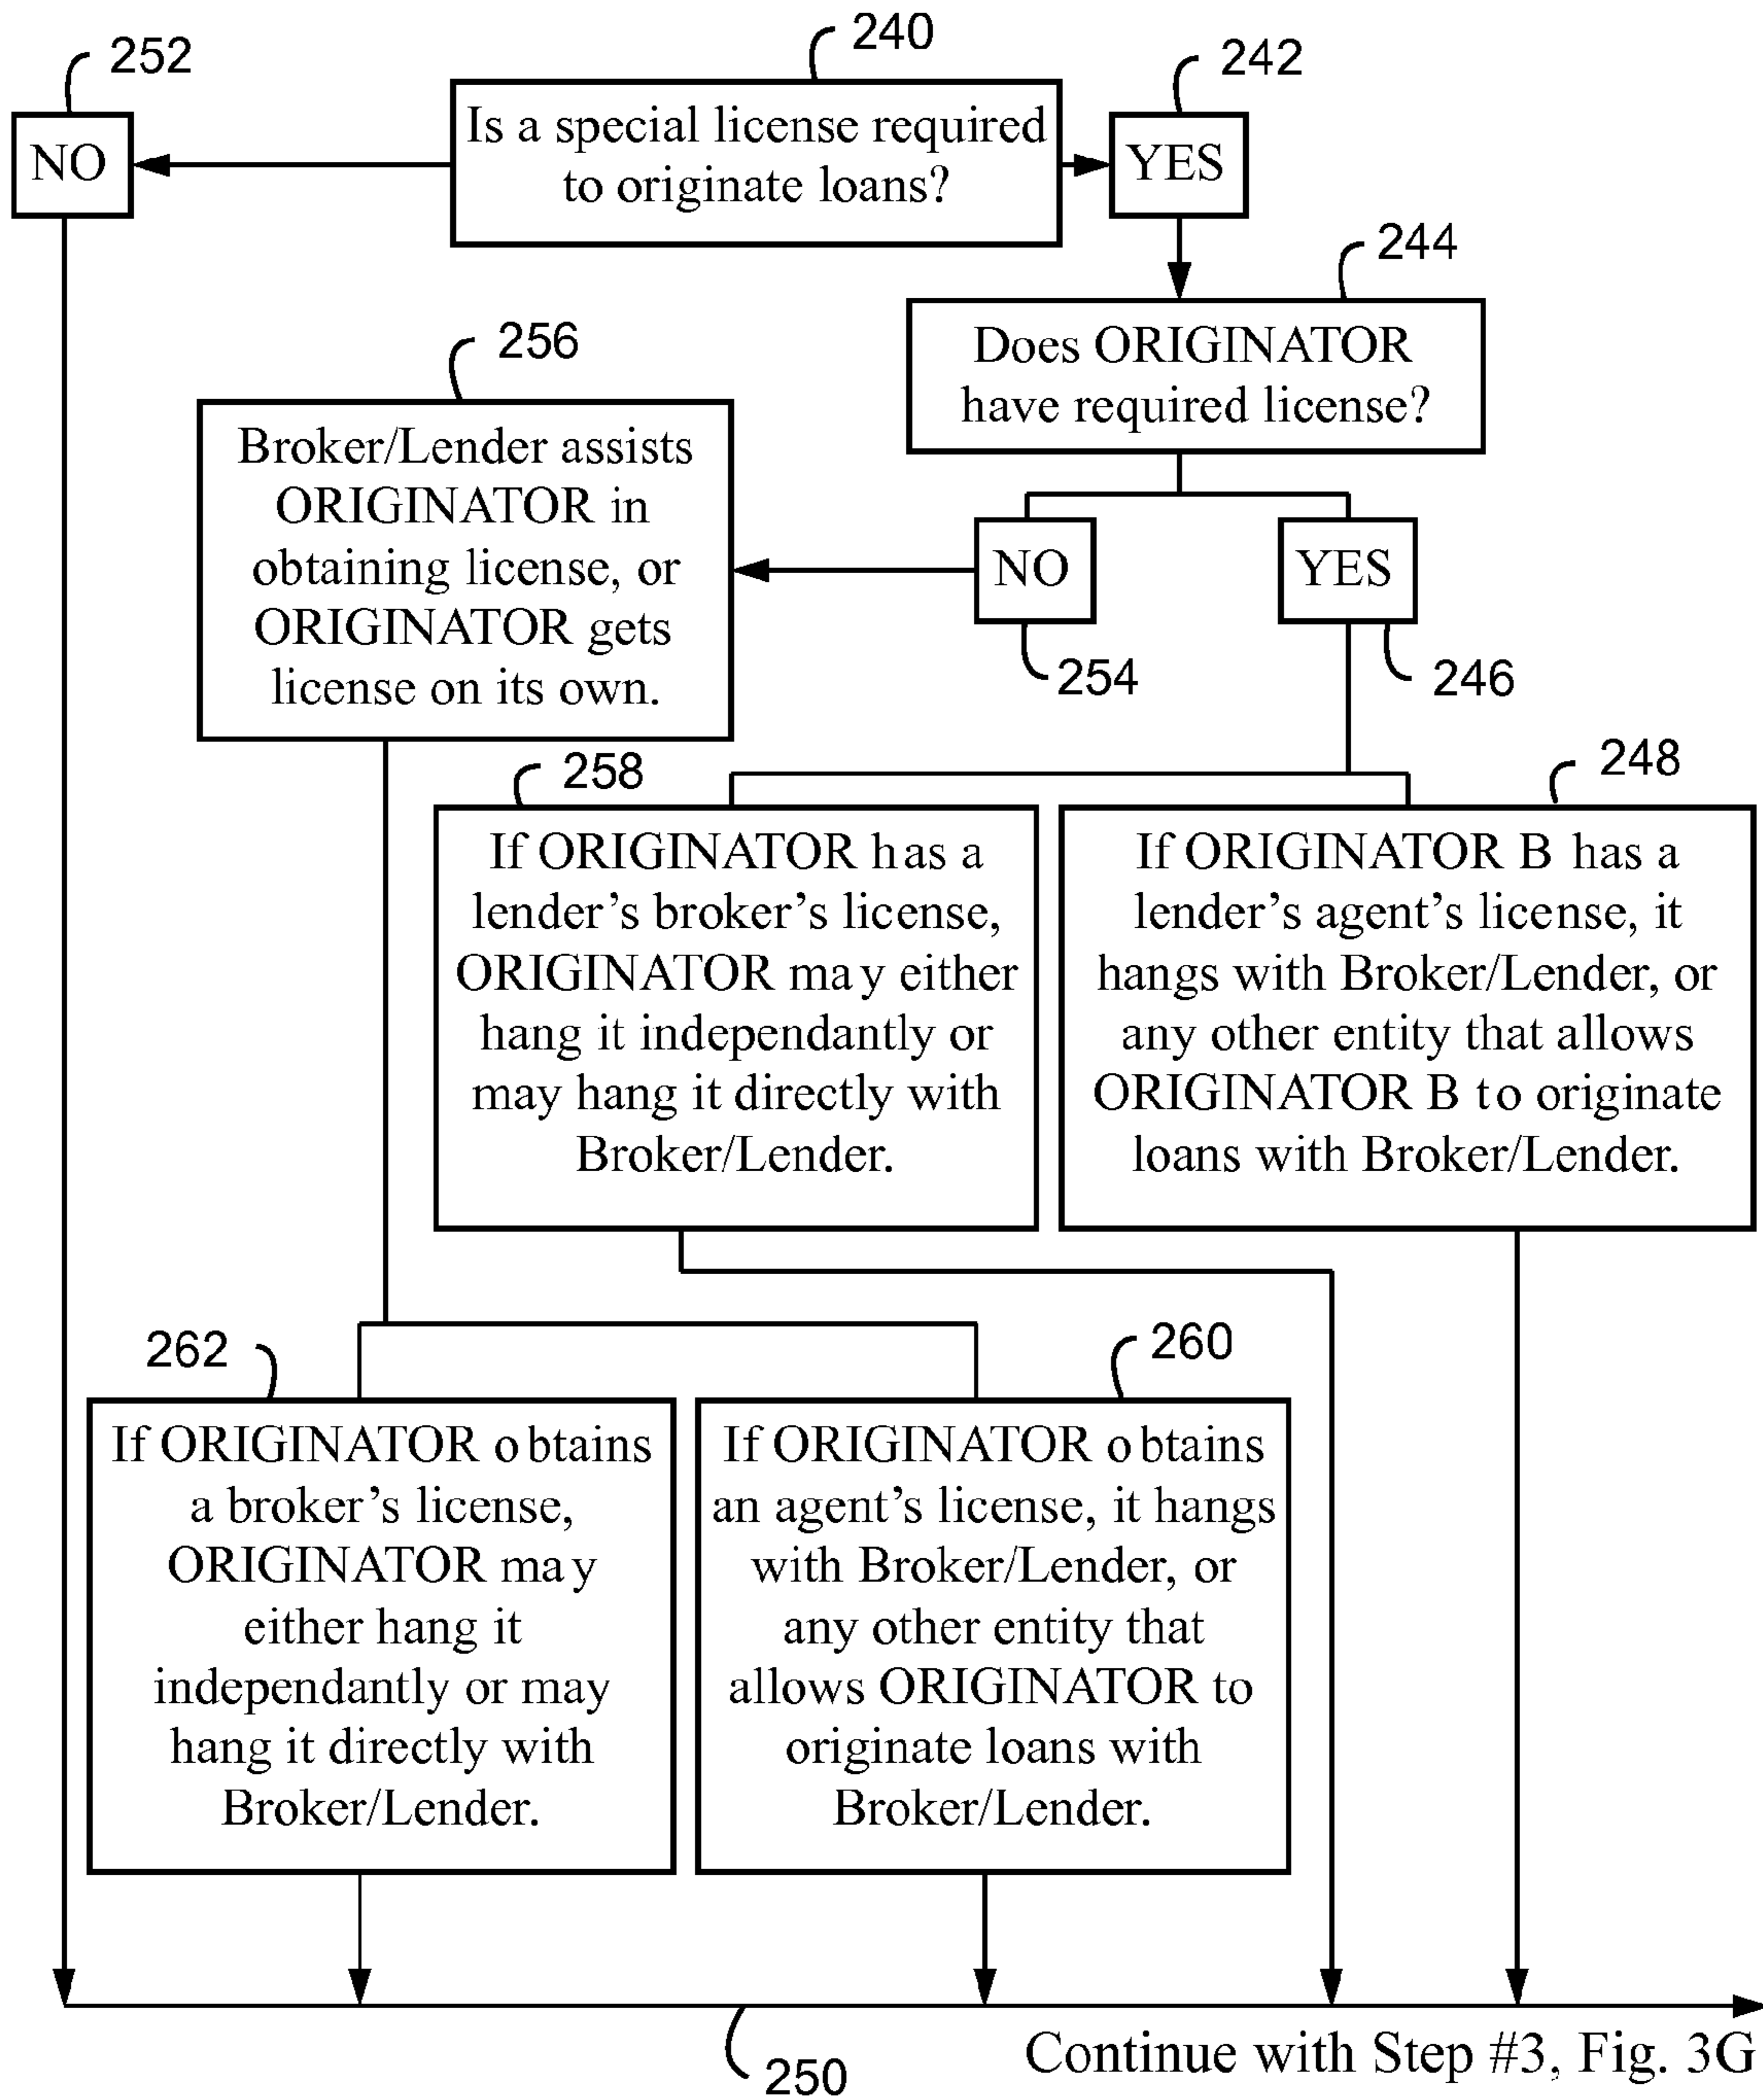 240
252
242
Is a special license required
to originate loans?
NO
YES
244
Does ORIGINATOR
have required license?
256
Broker/Lender assists
ORIGINATOR in
obtaining license, or
ORIGINATOR gets
license on its own.
NO
YES
254
246
258
248
If ORIGINATOR has a
lender's broker's license,
ORIGINATOR may either
hang it independantly or
may hang it directly with
Broker/Lender.
If ORIGINATOR B has a
lender's agent's license, it
hangs with Broker/Lender, or
any other entity that allows
ORIGINATOR B to originate
loans with Broker/Lender.
262
260
If ORIGINATOR obtains
a broker's license,
ORIGINATOR may
either hang it
independantly or may
hang it directly with
Broker/Lender.
If ORIGINATOR obtains
an agent's license, it hangs
with Broker/Lender, or
any other entity that
allows ORIGINATOR to
originate loans with
Broker/Lender.
250
Continue with Step #3, Fig. 3G